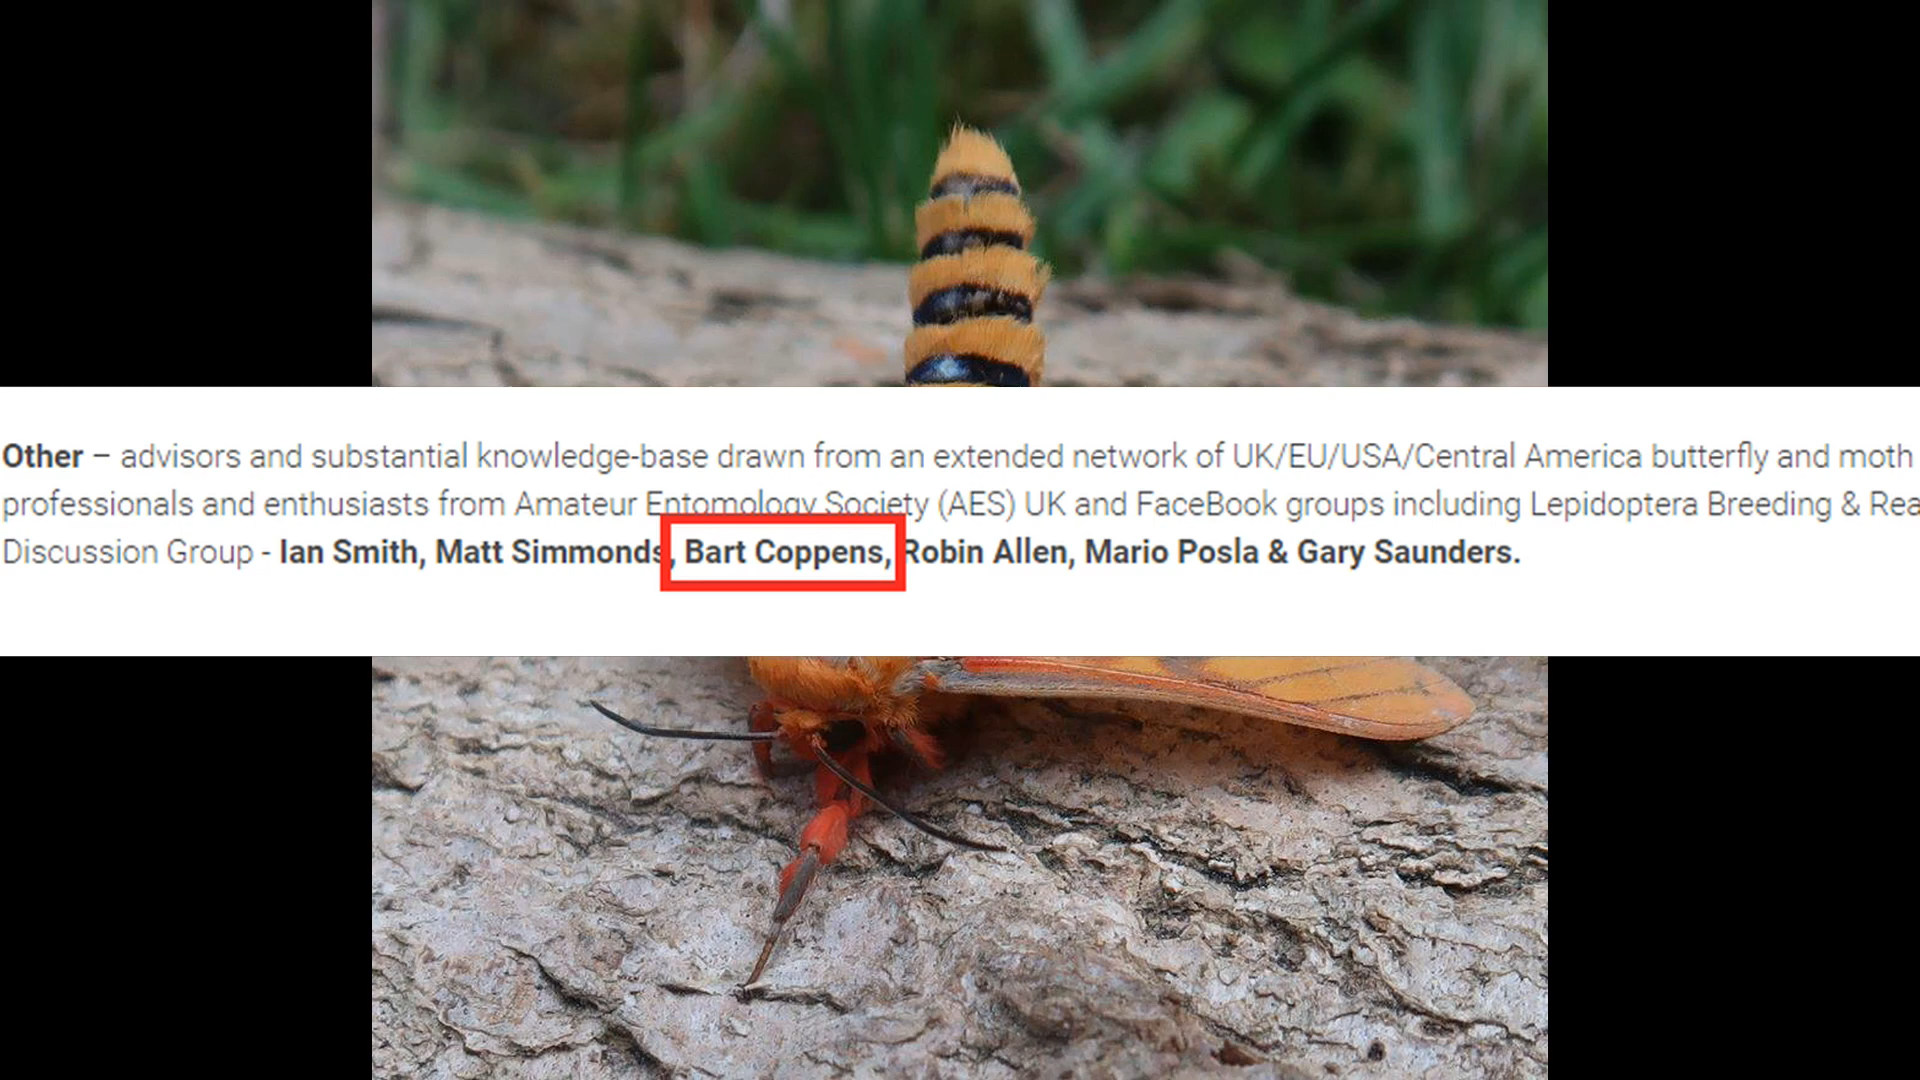 Other – advisors and substantial knowledge-base drawn from an extended network of UK/EU/USA/Central America butterfly and moth
professionals and enthusiasts from Amateur Entomology Society (AES) UK and FaceBook groups including Lepidoptera Breeding & Rea
Discussion Group - Ian Smith, Matt Simmonds, Bart Coppens, Robin Allen, Mario Posla & Gary Saunders.